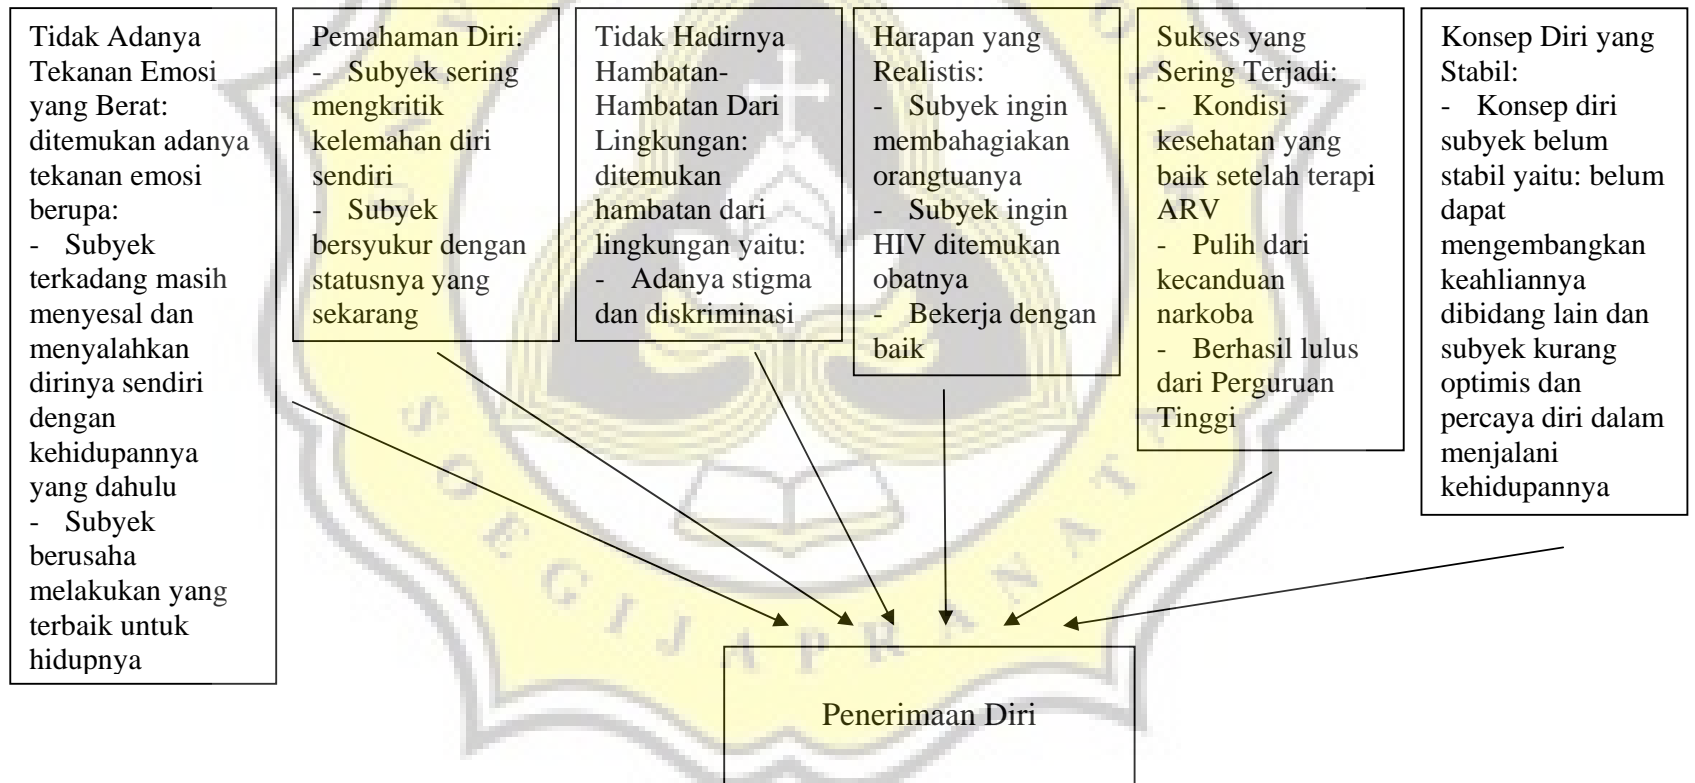 Tidak Adanya
Tekanan Emosi
yang Berat:
ditemukan adanya
tekanan emosi
berupa:
- Subyek
terkadang masih
menyesal dan
menyalahkan
dirinya sendiri
dengan
kehidupannya
yang dahulu
- Subyek
berusaha
melakukan yang
terbaik untuk
hidupnya
Pemahaman Diri:
- Subyek sering
mengkritik
kelemahan diri
sendiri
- Subyek
bersyukur dengan
statusnya yang
sekarang
Tidak Hadirnya
Hambatan-
Hambatan Dari
Lingkungan:
ditemukan
hambatan dari
lingkungan yaitu:
- Adanya stigma
dan diskriminasi
Harapan yang
Realistis:
- Subyek ingin
membahagiakan
orangtuanya
- Subyek ingin
HIV ditemukan
obatnya
- Bekerja dengan
baik
Sukses yang
Sering Terjadi:
- Kondisi
kesehatan yang
baik setelah terapi
ARV
- Pulih dari
kecanduan
narkoba
- Berhasil lulus
dari Perguruan
Tinggi
Konsep Diri yang
Stabil:
- Konsep diri
subyek belum
stabil yaitu: belum
dapat
mengembangkan
keahliannya
dibidang lain dan
subyek kurang
optimis dan
percaya diri dalam
menjalani
kehidupannya
Penerimaan Diri
SOEGIJAPRANATA